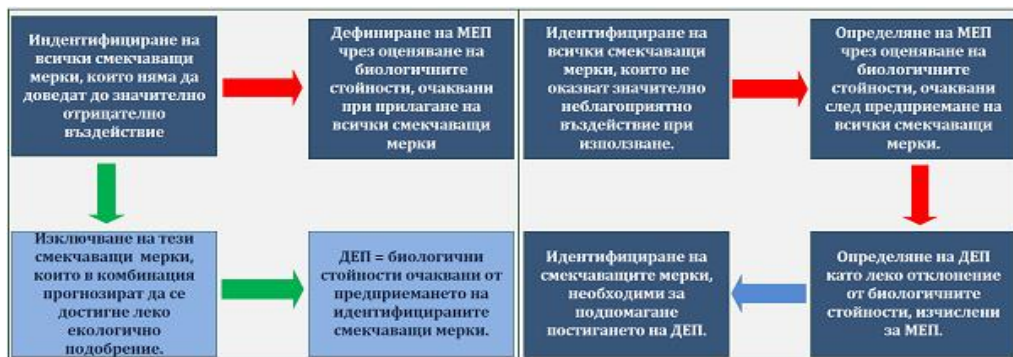 Индентифициране на
всички смекчаващи
мерки, които няма да
доведат до значително
отрицателно
въздействие
Дефиниране на МЕП
чрез оценяване на
биологичните
стойности, очаквани
при прилагане на
всички смекчаващи
мерки
Изключване на тези
смекчаващи мерки,
които в комбинация
прогнозират да се
достигне леко
екологично
подобрение.
ДЕП = биологични
стойности очаквани от
предприемането на
идентифицираните
смекчаващи мерки.
Идентифициране на
всички смекчаващи
мерки, които не
оказват значително
неблагоприятно
въздействие при
използване.
Определяне на МЕП
чрез оценяване на
биологичните
стойности, очаквани
след предприемане на
всички смекчаващи
мерки.
Идентифициране на
смекчаващите мерки,
необходими за
подпомагане
постигането на ДЕП.
Определяне на ДЕП
като леко отклонение
от биологичните
стойности, изчислени
за МЕП.